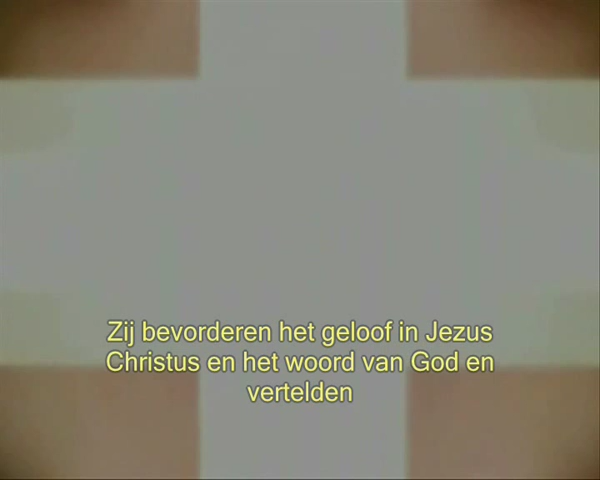 Zij bevorderen het geloof in Jezus
Christus en het woord van God en
vertelden